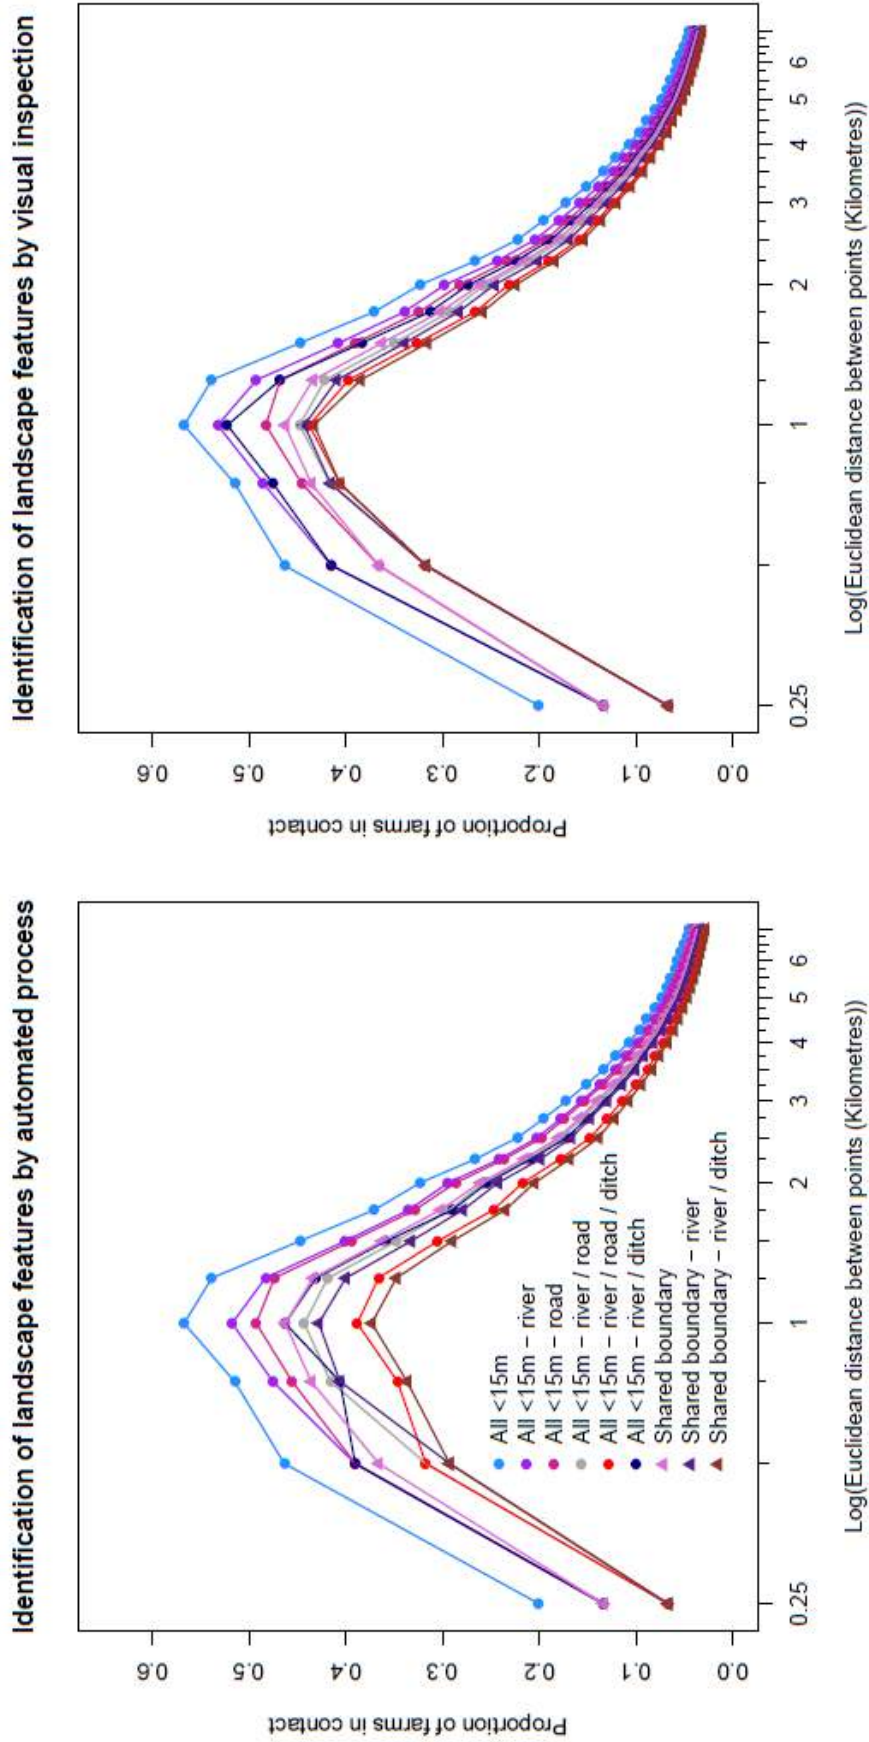 Identification of landscape features by automated process
Proportion of farms in contact
0.6
0.5
0.4
0.3
0.2
0.1
0.0
0.25
1
2
3
4
5
6
Log(Euclidean distance between points (Kilometres))
All <15m
All <15m − river
All <15m − road
All <15m − river / road
All <15m − river / road / ditch
All <15m − river / ditch
Shared boundary
Shared boundary − river
Shared boundary − river / ditch
Identification of landscape features by visual inspection
Proportion of farms in contact
0.6
0.5
0.4
0.3
0.2
0.1
0.0
0.25
1
2
3
4
5
6
Log(Euclidean distance between points (Kilometres))